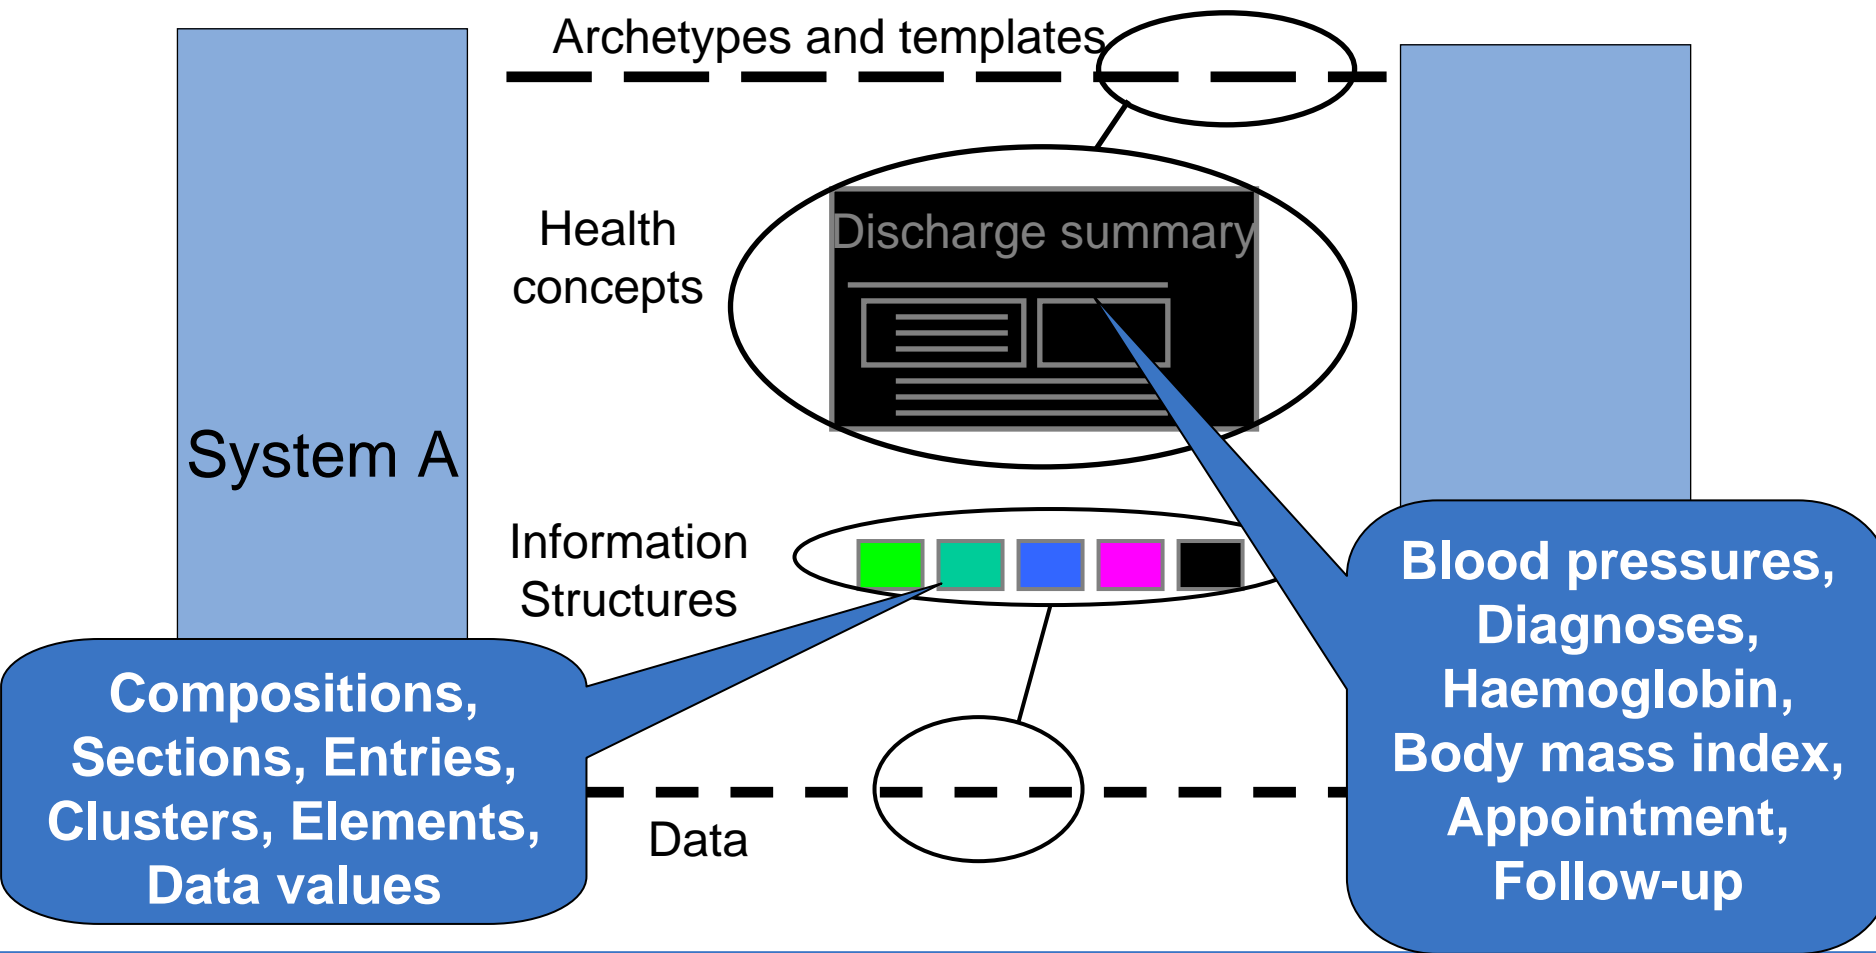 Archetypes and templates
Health
concepts
Discharge summary
System A
Information
Structures
Compositions,
Sections, Entries,
Clusters, Elements,
Data values
Data
Blood pressures,
Diagnoses,
Haemoglobin,
Body mass index,
Appointment,
Follow-up